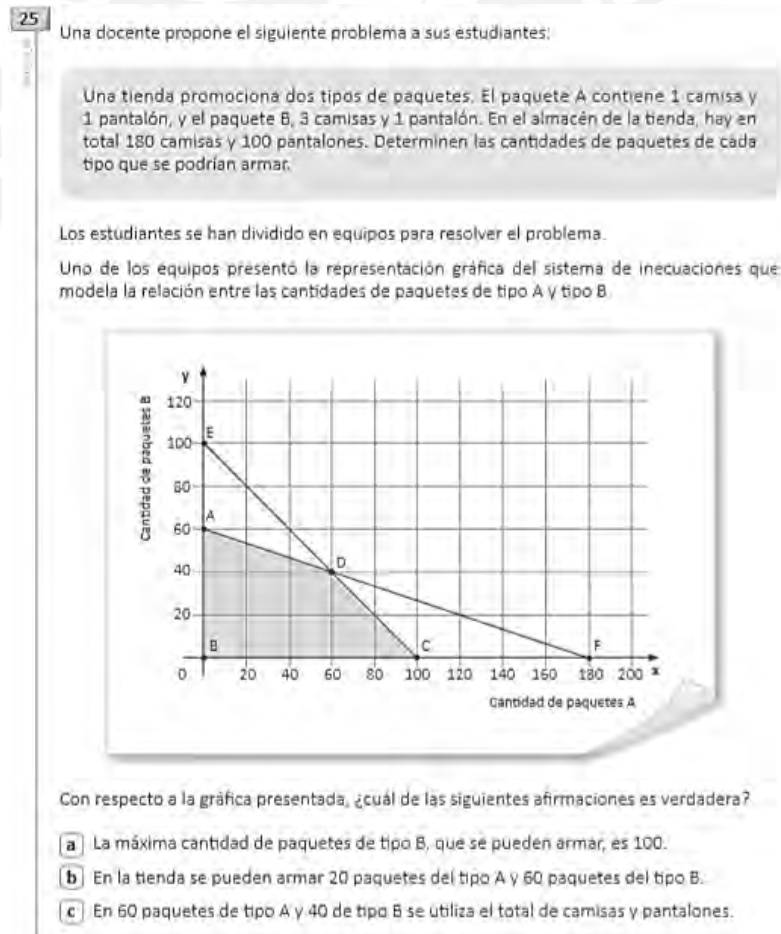 25
Una docente propone el siguiente problema a sus estudiantes:
Una tienda promociona dos tipos de paquetes. El paquete A contiene 1 camisa y
1 pantalón, y el paquete B, 3 camisas y 1 pantalón. En el almacén de la tienda, hay en
total 180 camisas y 100 pantalones. Determinen las cantidades de paquetes de cada
tipo que se podrían armar.
Los estudiantes se han dividido en equipos para resolver el problema.
Uno de los equipos presentó la representación gráfica del sistema de inecuaciones que
modela la relación entre las cantidades de paquetes de tipo A y tipo B.
y
Cantidad de paquetes B
120
100
80
60
40
20
E
A
D
B
C
F
0 20 40 60 80 100 120 140 160 180 200 x
Cantidad de paquetes A
Con respecto a la gráfica presentada, ¿cuál de las siguientes afirmaciones es verdadera?
a La máxima cantidad de paquetes de tipo B, que se pueden armar, es 100.
b En la tienda se pueden armar 20 paquetes del tipo A y 60 paquetes del tipo B.
c En 60 paquetes de tipo A y 40 de tipo B se utiliza el total de camisas y pantalones.